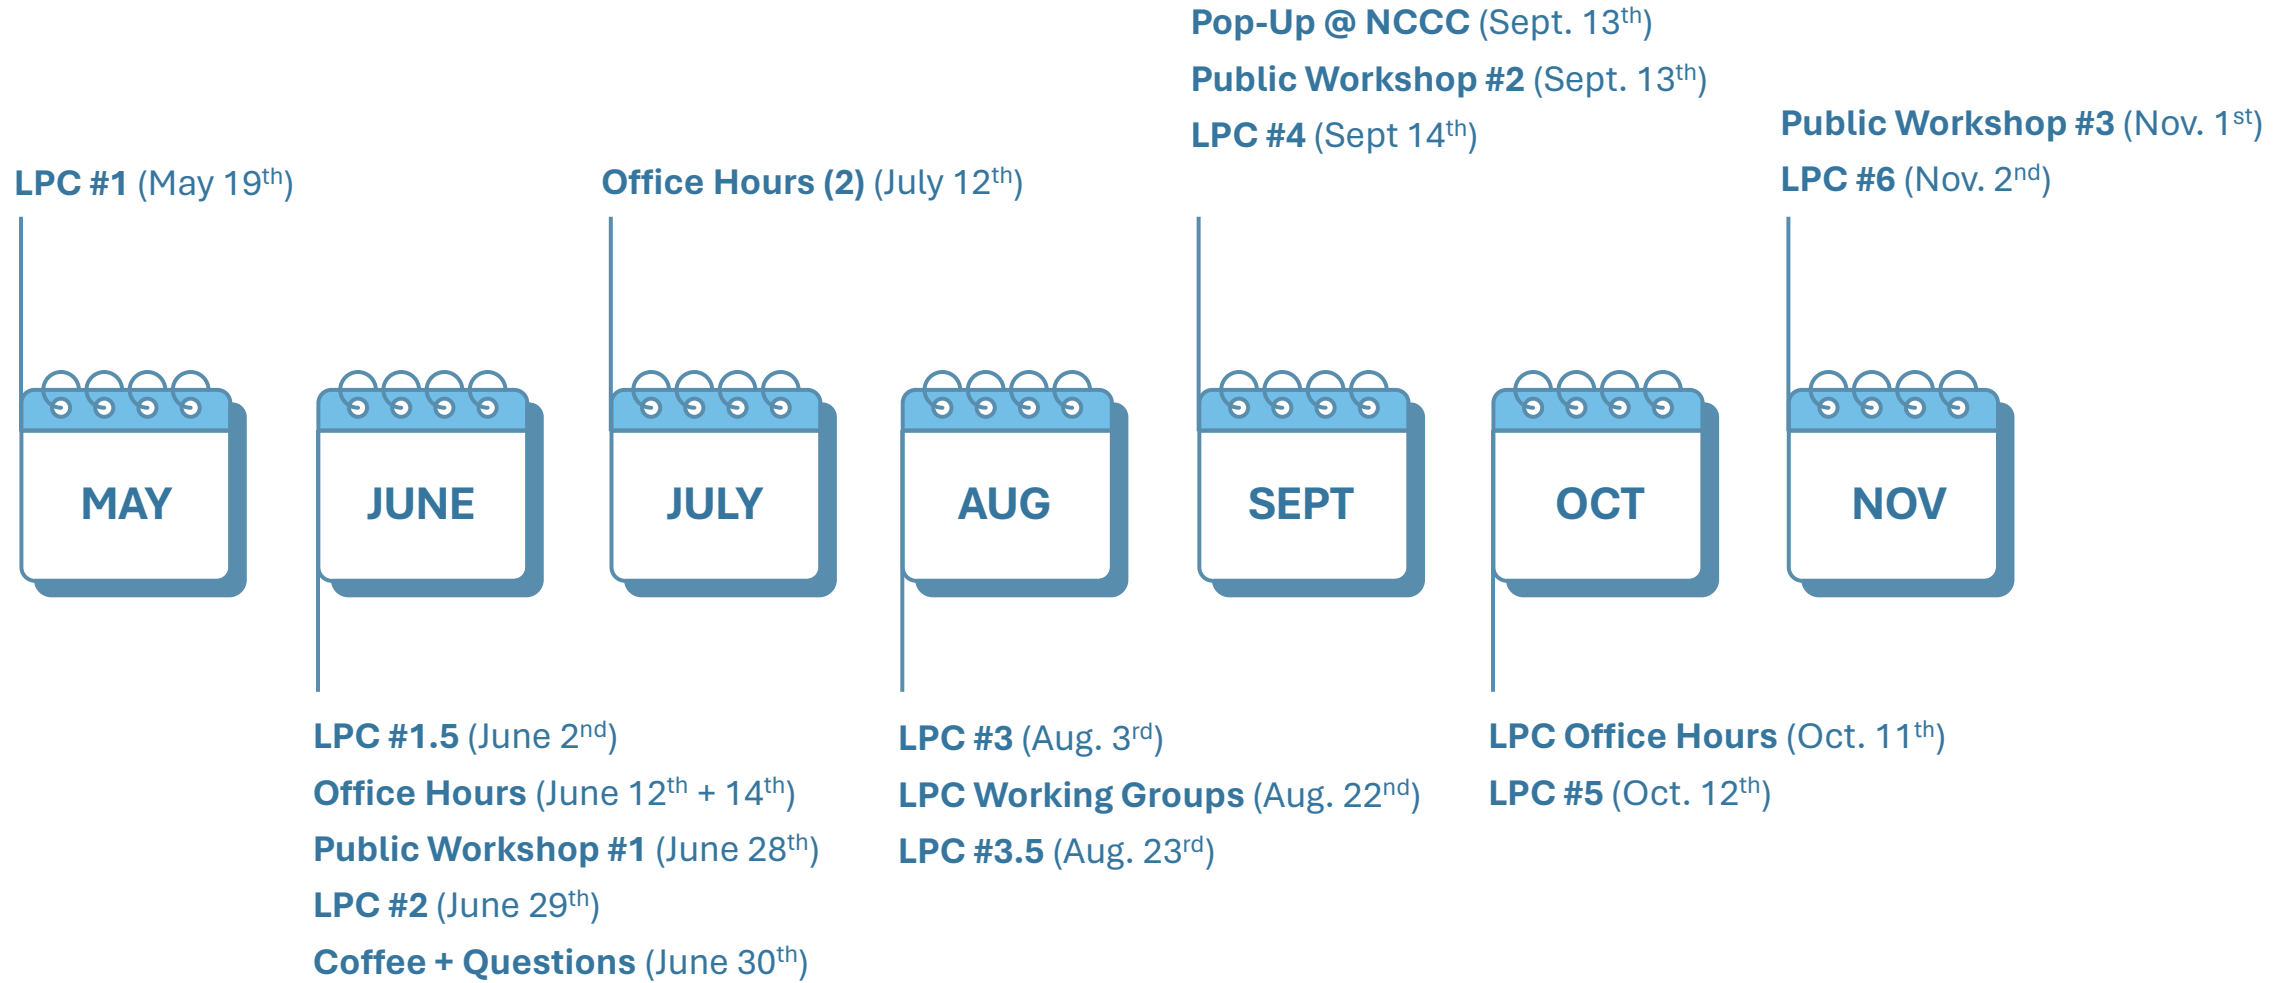 Pop-Up @ NCCC (Sept. 13th)
Public Workshop #2 (Sept. 13th)
LPC #4 (Sept 14th)
Public Workshop #3 (Nov. 1st)
LPC #6 (Nov. 2nd)
LPC #1 (May 19th)
Office Hours (2) (July 12th)
MAY
JUNE
JULY
AUG
SEPT
OCT
NOV
LPC #1.5 (June 2nd)
Office Hours (June 12th + 14th)
Public Workshop #1 (June 28th)
LPC #2 (June 29th)
Coffee + Questions (June 30th)
LPC #3 (Aug. 3rd)
LPC Working Groups (Aug. 22nd)
LPC #3.5 (Aug. 23rd)
LPC Office Hours (Oct. 11th)
LPC #5 (Oct. 12th)